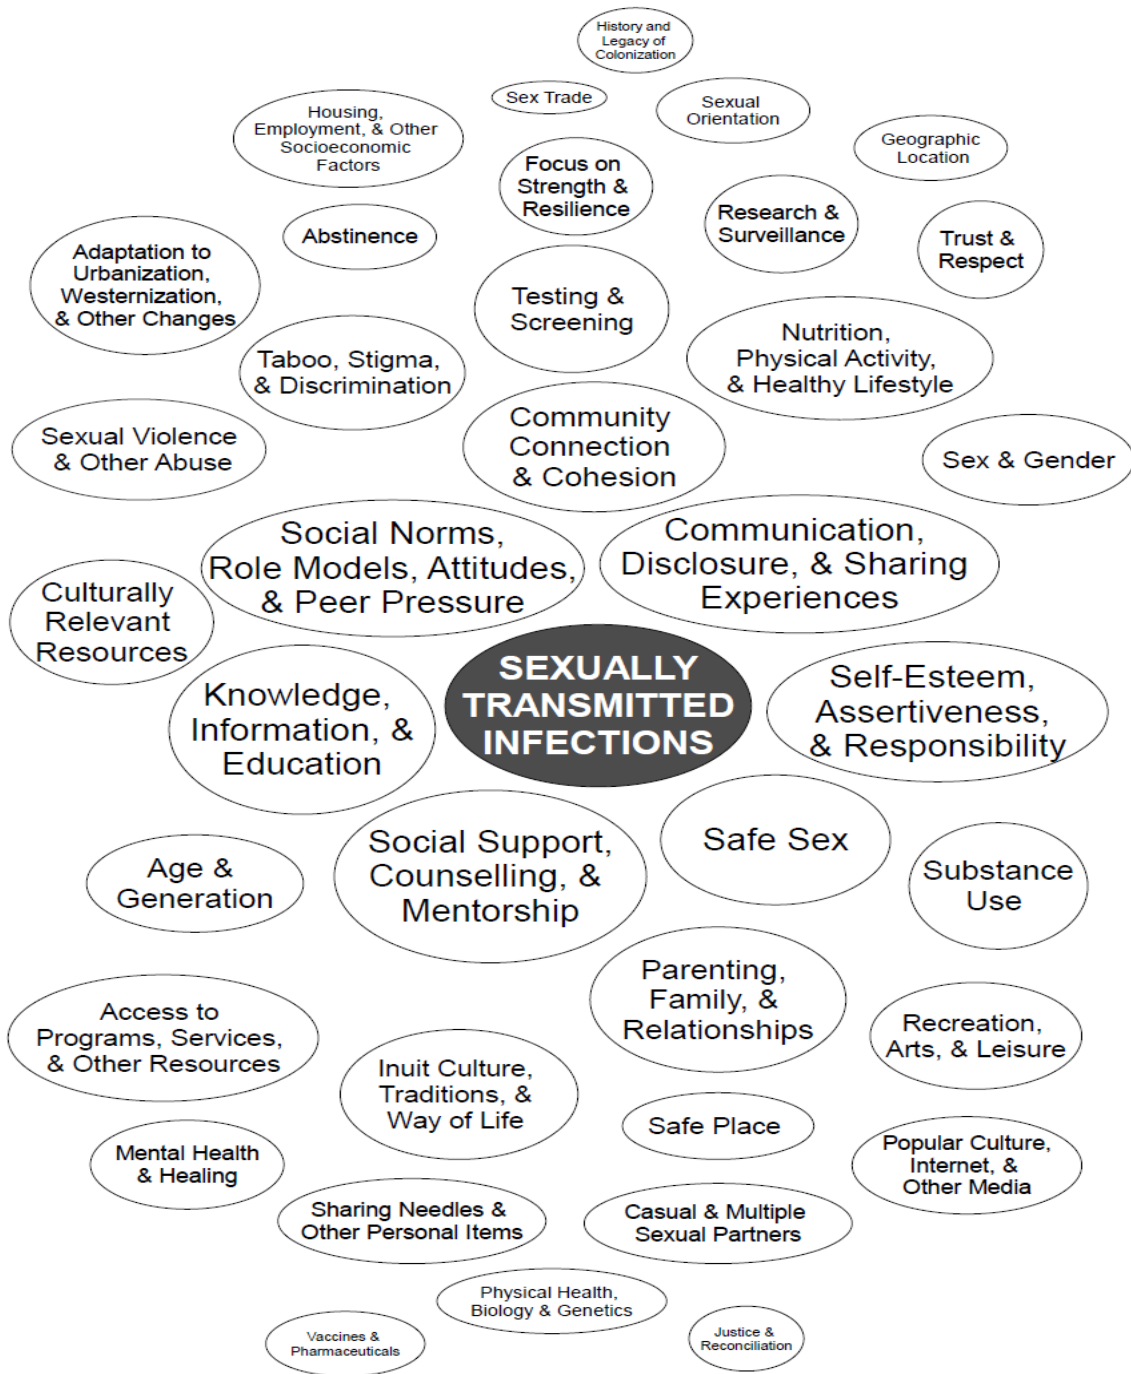 History and
Legacy of
Colonization
Sex Trade
Sexual
Orientation
Housing,
Employment, & Other
Socioeconomic
Factors
Geographic
Location
Focus on
Strength &
Resilience
Research &
Surveillance
Trust &
Respect
Abstinence
Adaptation to
Urbanization,
Westernization,
& Other Changes
Testing &
Screening
Nutrition,
Physical Activity,
& Healthy Lifestyle
Taboo, Stigma,
& Discrimination
Community
Connection
& Cohesion
Sexual Violence
& Other Abuse
Sex & Gender
Social Norms,
Role Models, Attitudes,
& Peer Pressure
Communication,
Disclosure, & Sharing
Experiences
Culturally
Relevant
Resources
SEXUALLY
TRANSMITTED
INFECTIONS
Knowledge,
Information, &
Education
Self-Esteem,
Assertiveness,
& Responsibility
Social Support,
Counselling, &
Mentorship
Safe Sex
Age &
Generation
Substance
Use
Parenting,
Family, &
Relationships
Access to
Programs, Services,
& Other Resources
Recreation,
Arts, & Leisure
Inuit Culture,
Traditions, &
Way of Life
Safe Place
Mental Health
& Healing
Popular Culture,
Internet, &
Other Media
Sharing Needles &
Other Personal Items
Casual & Multiple
Sexual Partners
Physical Health,
Biology & Genetics
Vaccines &
Pharmaceuticals
Justice &
Reconciliation